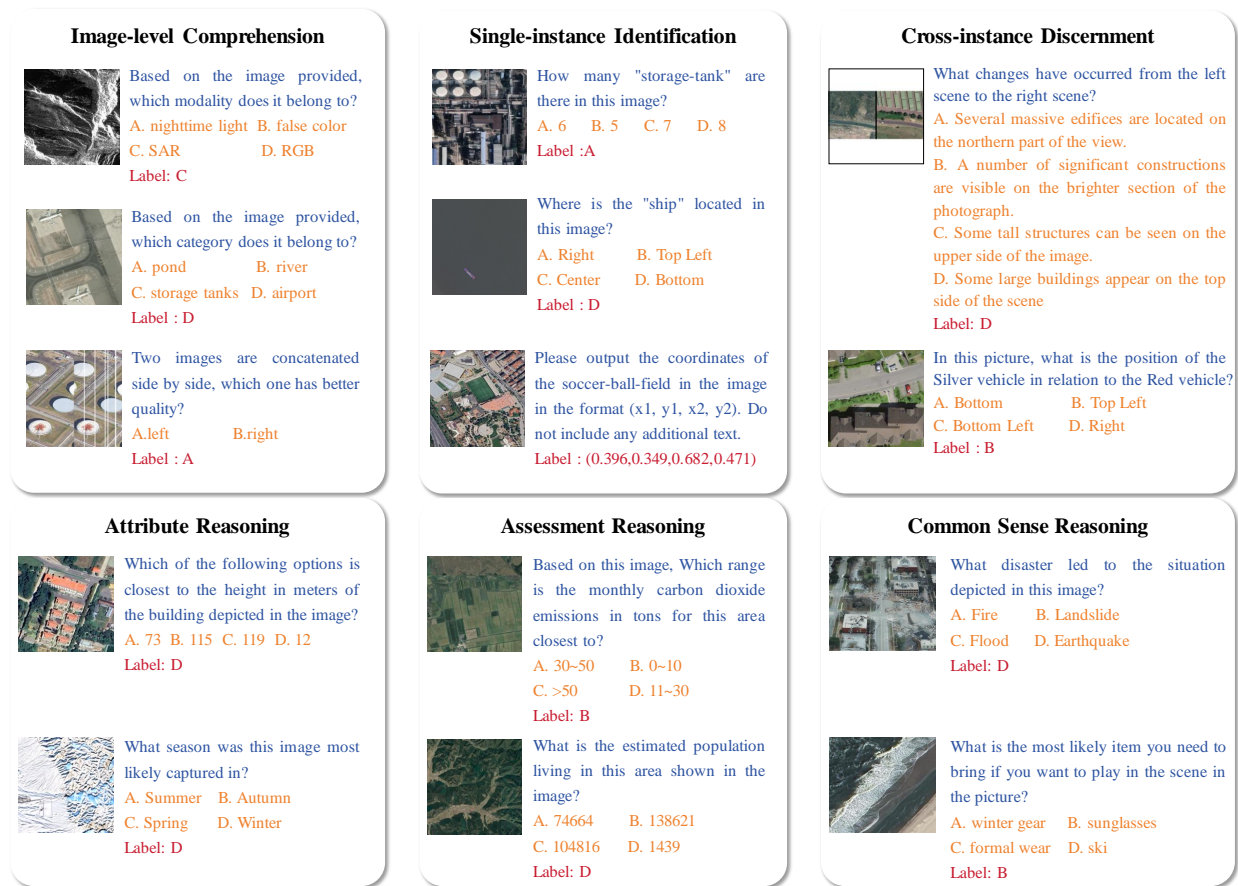 Image-level Comprehension
Based on the image provided,
which modality does it belong to?
A. nighttime light B. false color
C. SAR D. RGB
Label: C
Based on the image provided,
which category does it belong to?
A. pond B. river
C. storage tanks D. airport
Label : D
Two images are concatenated
side by side, which one has better
quality?
A.left B.right
Label : A
Single-instance Identification
How many "storage-tank" are
there in this image?
A. 6 B. 5 C. 7 D. 8
Label :A
Where is the "ship" located in
this image?
A. Right B. Top Left
C. Center D. Bottom
Label : D
Please output the coordinates of
the soccer-ball-field in the image
in the format (x1, y1, x2, y2). Do
not include any additional text.
Label : (0.396,0.349,0.682,0.471)
Cross-instance Discernment
What changes have occurred from the left
scene to the right scene?
A. Several massive edifices are located on
the northern part of the view.
B. A number of significant constructions
are visible on the brighter section of the
photograph.
C. Some tall structures can be seen on the
upper side of the image.
D. Some large buildings appear on the top
side of the scene
Label: D
In this picture, what is the position of the
Silver vehicle in relation to the Red vehicle?
A. Bottom B. Top Left
C. Bottom Left D. Right
Label : B
Attribute Reasoning
Which of the following options is
closest to the height in meters of
the building depicted in the image?
A. 73 B. 115 C. 119 D. 12
Label: D
What season was this image most
likely captured in?
A. Summer B. Autumn
C. Spring D. Winter
Label: D
Assessment Reasoning
Based on this image, Which range
is the monthly carbon dioxide
emissions in tons for this area
closest to?
A. 30~50 B. 0~10
C. >50 D. 11~30
Label: B
What is the estimated population
living in this area shown in the
image?
A. 74664 B. 138621
C. 104816 D. 1439
Label: D
Common Sense Reasoning
What disaster led to the situation
depicted in this image?
A. Fire B. Landslide
C. Flood D. Earthquake
Label: D
What is the most likely item you need to
bring if you want to play in the scene in
the picture?
A. winter gear B. sunglasses
C. formal wear D. ski
Label: B